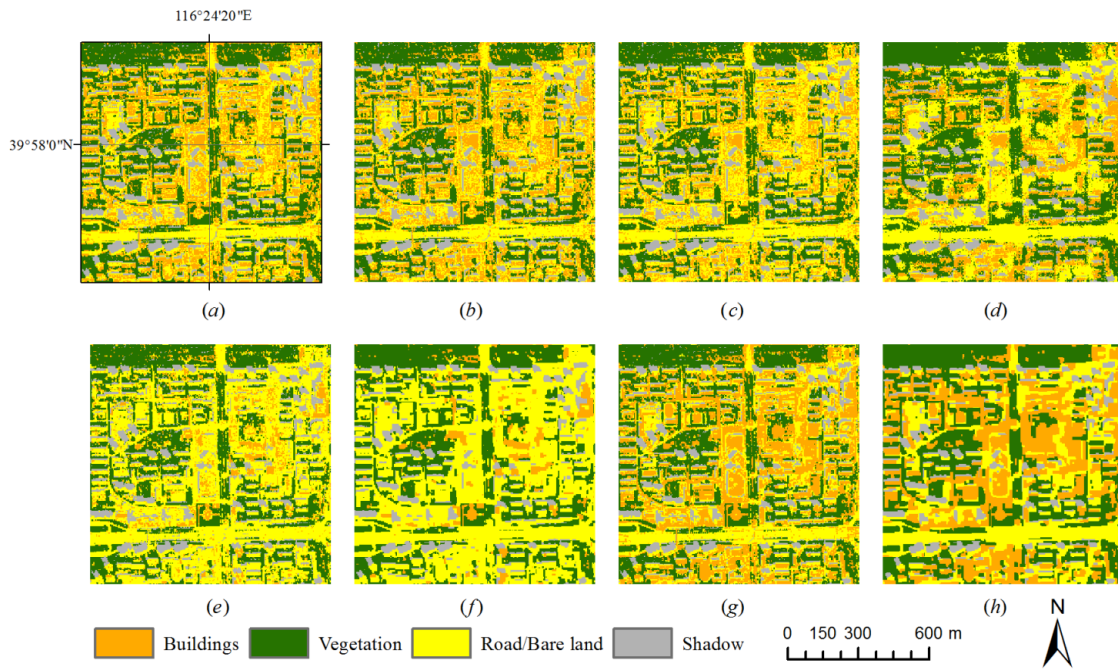 116°24'20"E
39°58'0"N
(a) (b) (c) (d)
(e) (f) (g) (h)
N
Buildings Vegetation Road/Bare land Shadow
0 150 300 600 m